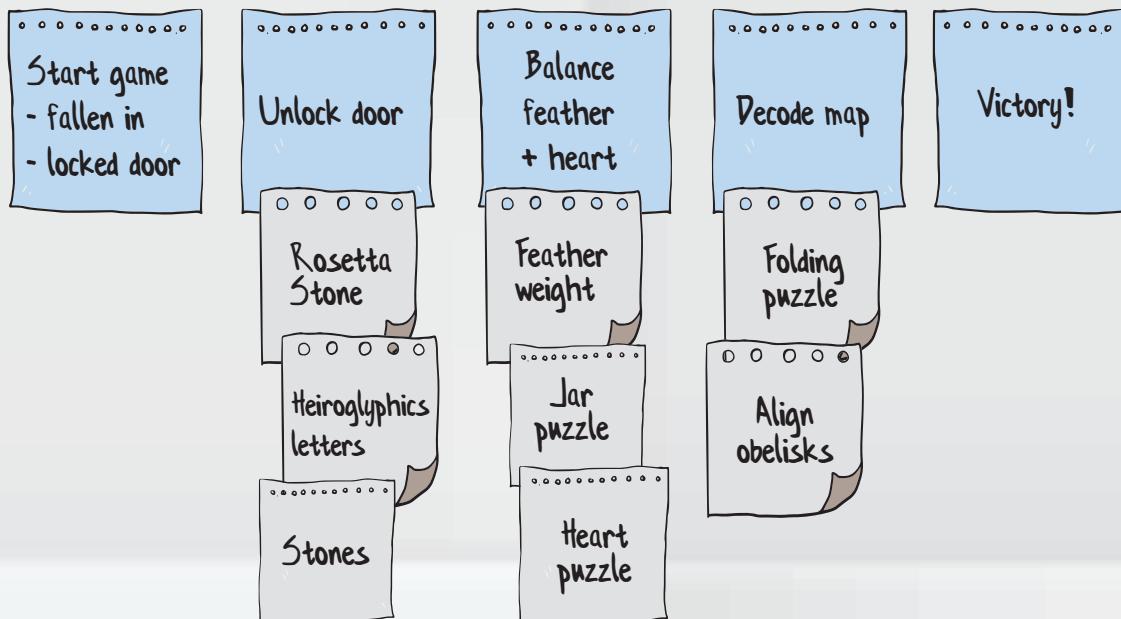 Start game
- fallen in
- locked door
Unlock door
Balance
feather
+ heart
Decode map
Victory!
Rosetta
Stone
Feather
weight
Folding
puzzle
Heiroglyphics
letters
Jar
puzzle
Align
obelisks
Stones
Heart
puzzle